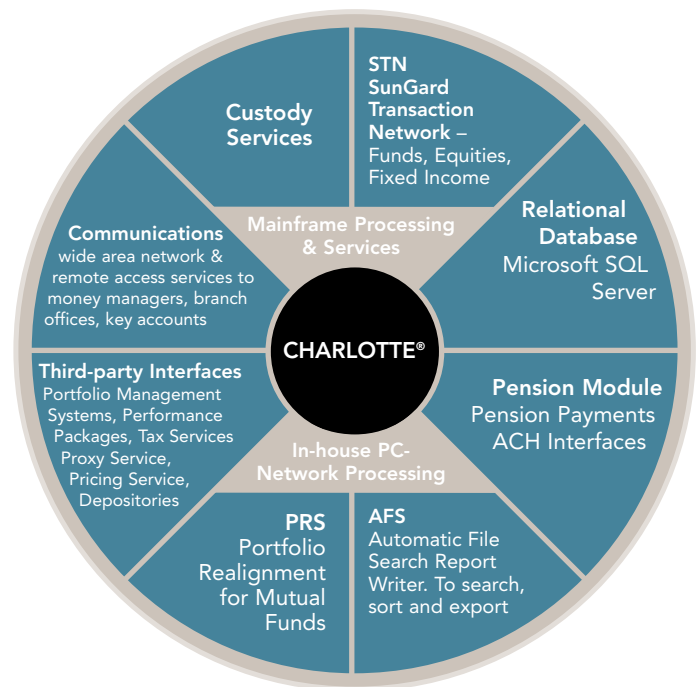 Custody
Services
STN
SunGard
Transaction
Network –
Funds, Equities,
Fixed Income
Relational
Database
Microsoft SQL
Server
Pension Module
Pension Payments
ACH Interfaces
AFS
Automatic File
Search Report
Writer. To search,
sort and export
PRS
Portfolio
Realignment
for Mutual
Funds
Third-party Interfaces
Portfolio Management
Systems, Performance
Packages, Tax Services
Proxy Service,
Pricing Service,
Depositories
Communications
wide area network &
remote access services to
money managers, branch
offices, key accounts
Mainframe Processing
& Services
CHARLOTTE®
In-house PC-
Network Processing